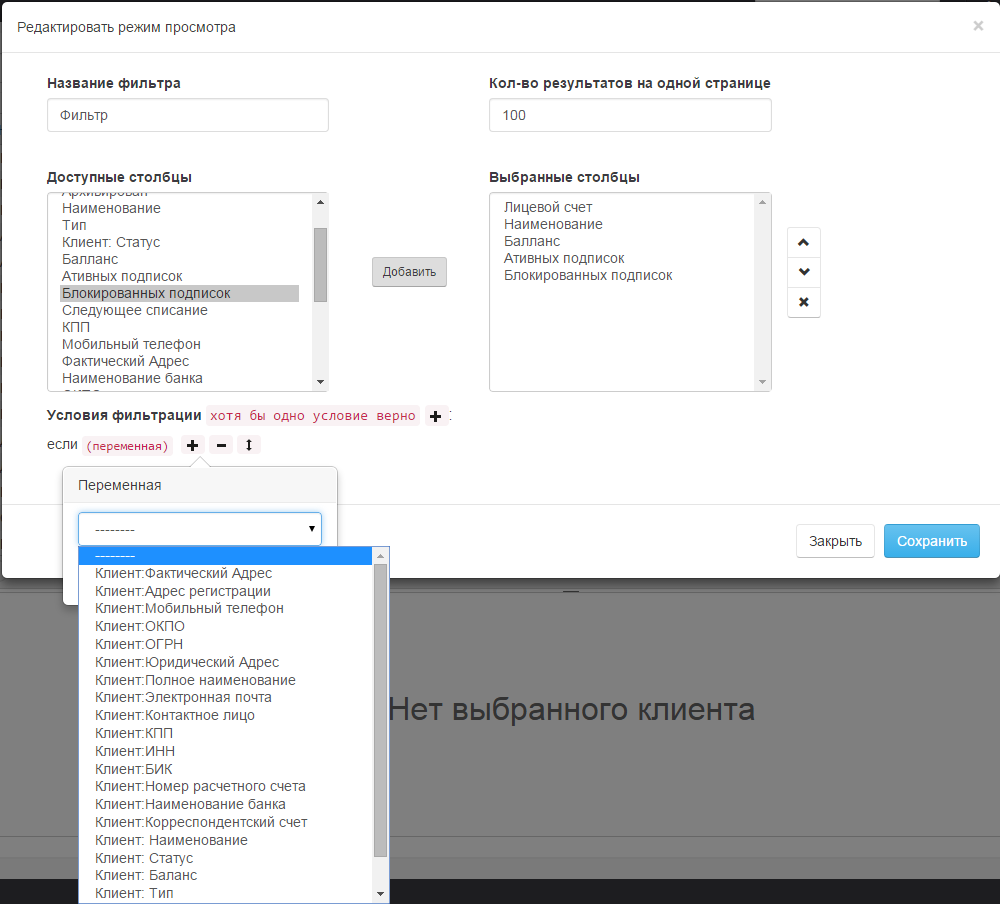 Редактировать режим просмотра
×
Название фильтра
Кол-во результатов на одной странице
Фильтр
100
Доступные столбцы
Выбранные столбцы
Архивирован
Наименование
Тип
Клиент: Статус
Балланс
Ативных подписок
Блокированных подписок
Следующее списание
КПП
Мобильный телефон
Фактический Адрес
Наименование банка
Добавить
Лицевой счет
Наименование
Балланс
Ативных подписок
Блокированных подписок
Условия фильтрации хотя бы одно условие верно + :
если (переменная) + −
Переменная
--------
Закрыть
Сохранить
--------
Клиент:Фактический Адрес
Клиент:Адрес регистрации
Клиент:Мобильный телефон
Клиент:ОКПО
Клиент:ОГРН
Клиент:Юридический Адрес
Клиент:Полное наименование
Клиент:Электронная почта
Клиент:Контактное лицо
Клиент:КПП
Клиент:ИНН
Клиент:БИК
Клиент:Номер расчетного счета
Клиент:Наименование банка
Клиент:Корреспондентский счет
Клиент: Наименование
Клиент: Статус
Клиент: Баланс
Клиент: Тип
Нет выбранного клиента